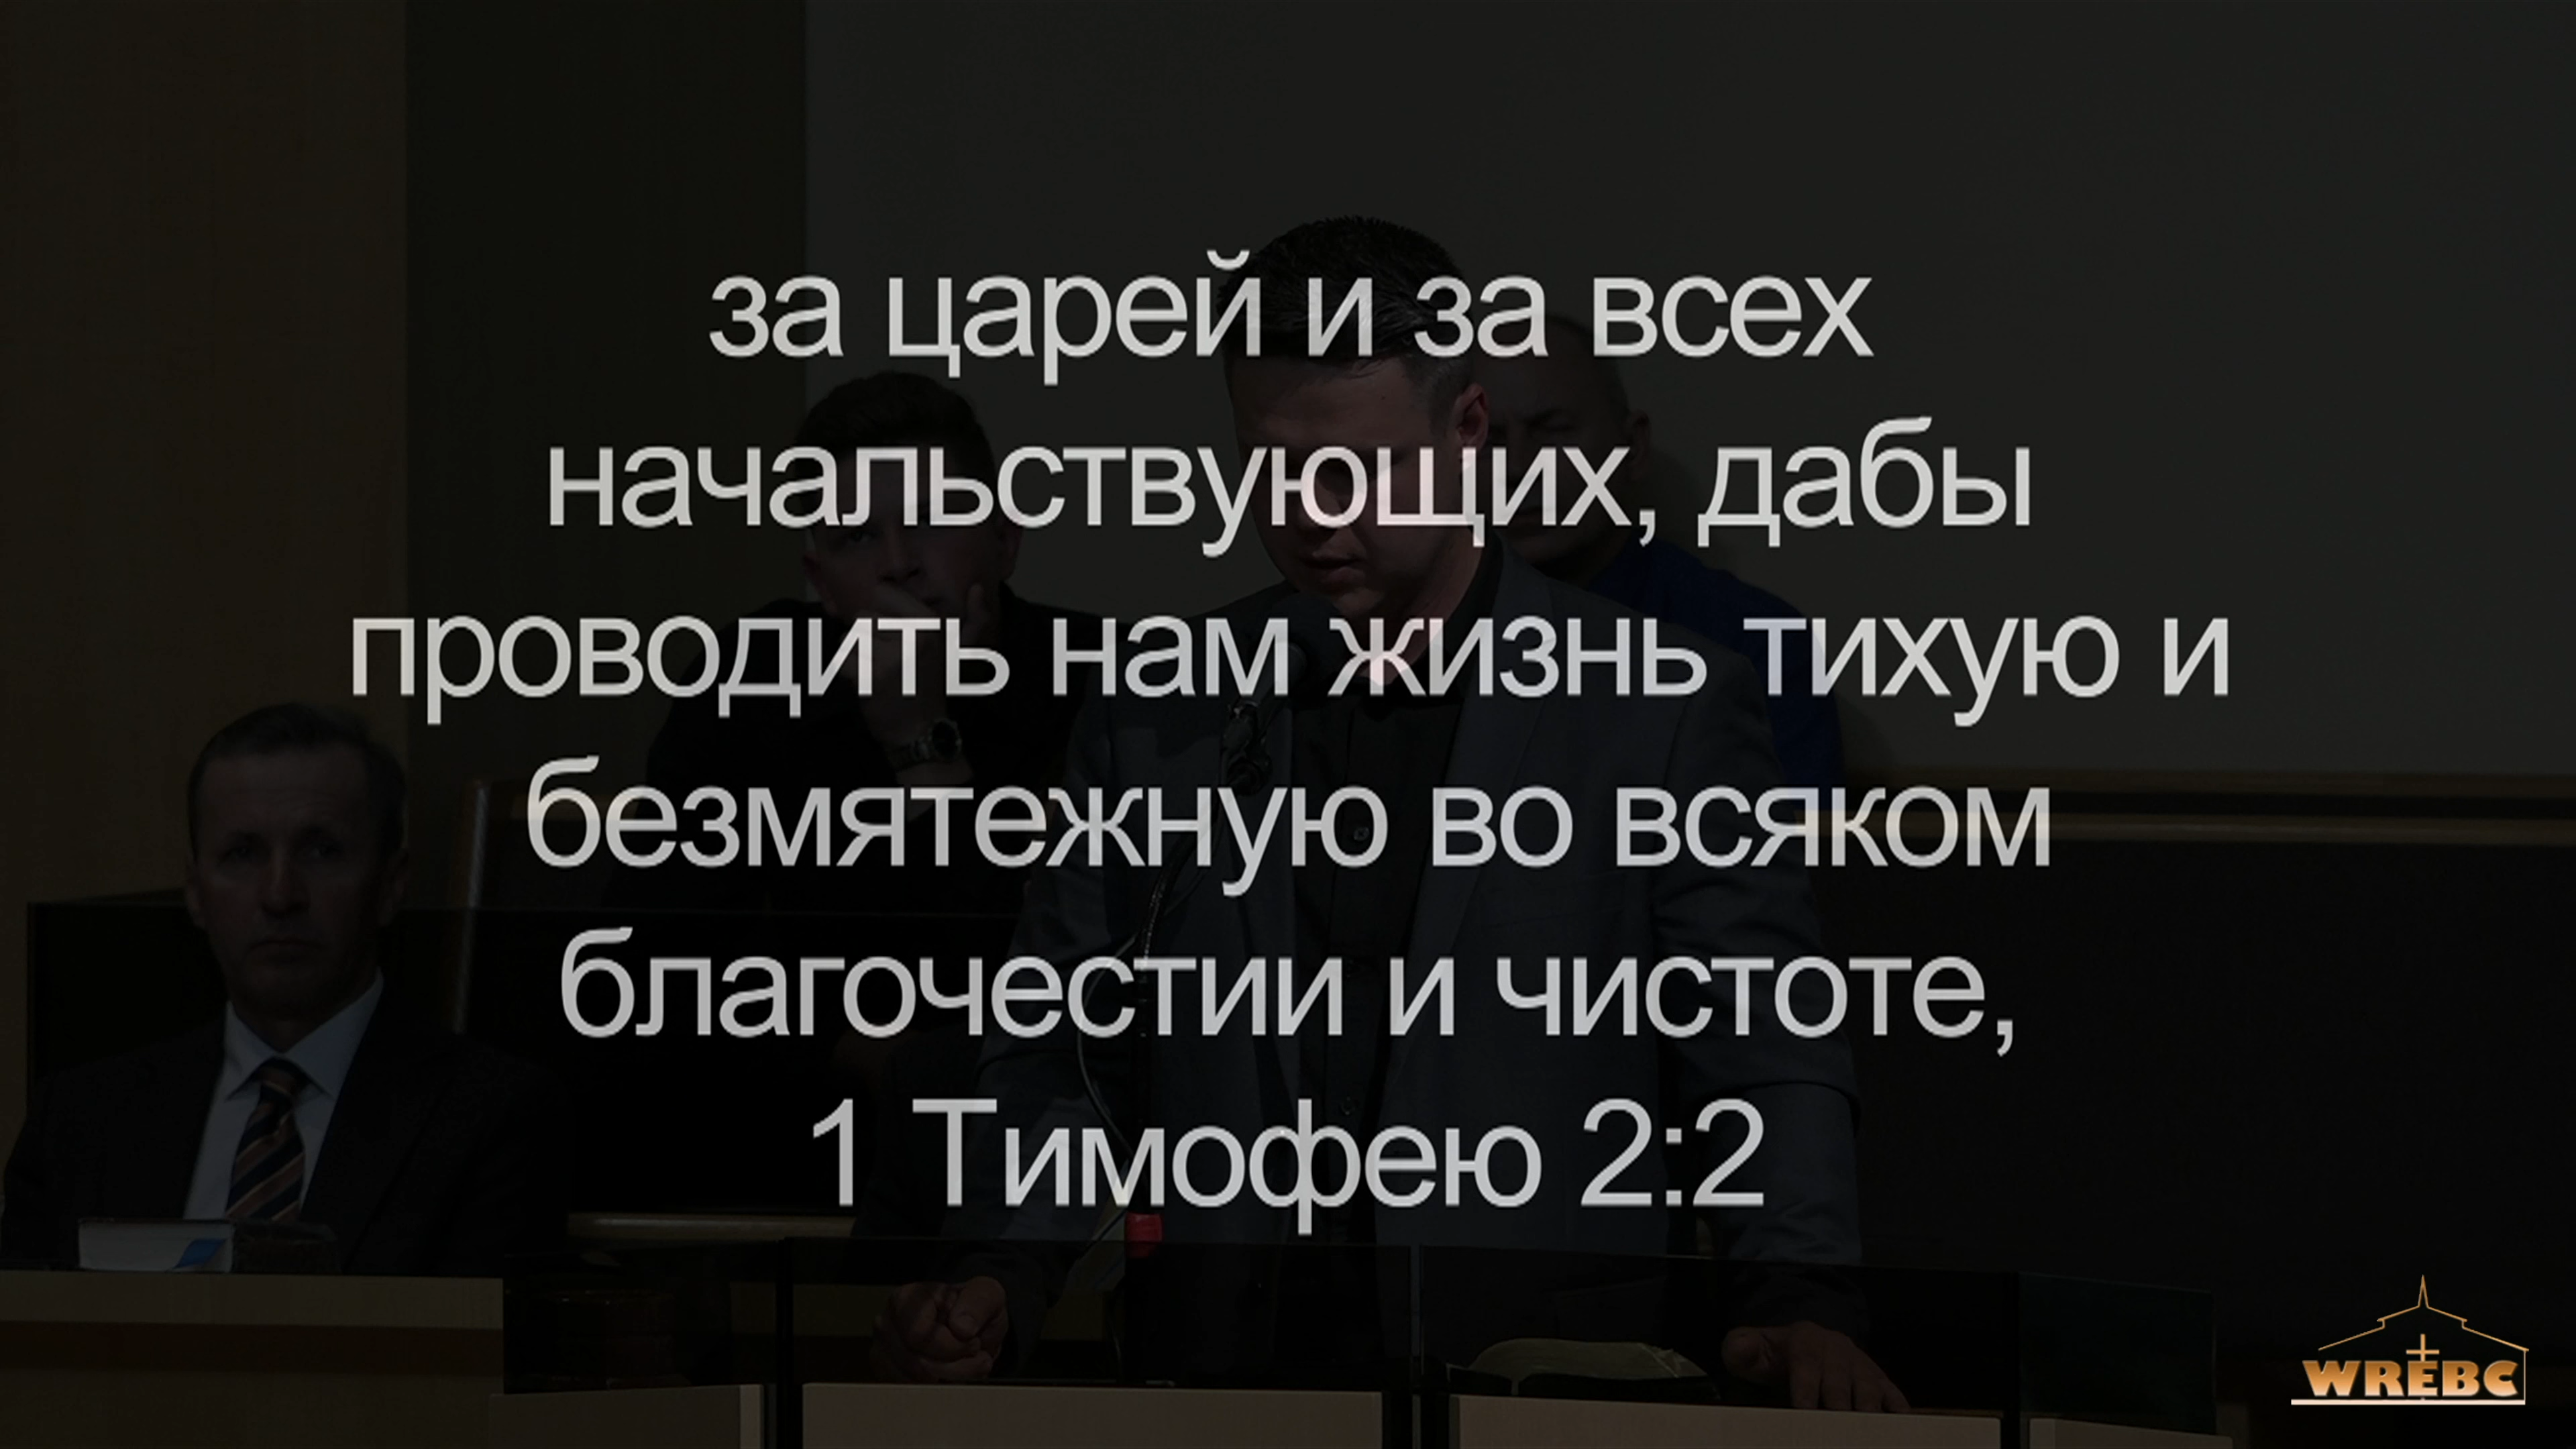 за царей и за всех
начальствующих, дабы
проводить нам жизнь тихую и
безмятежную во всяком
благочестии и чистоте,
1 Тимофею 2:2
WREBC